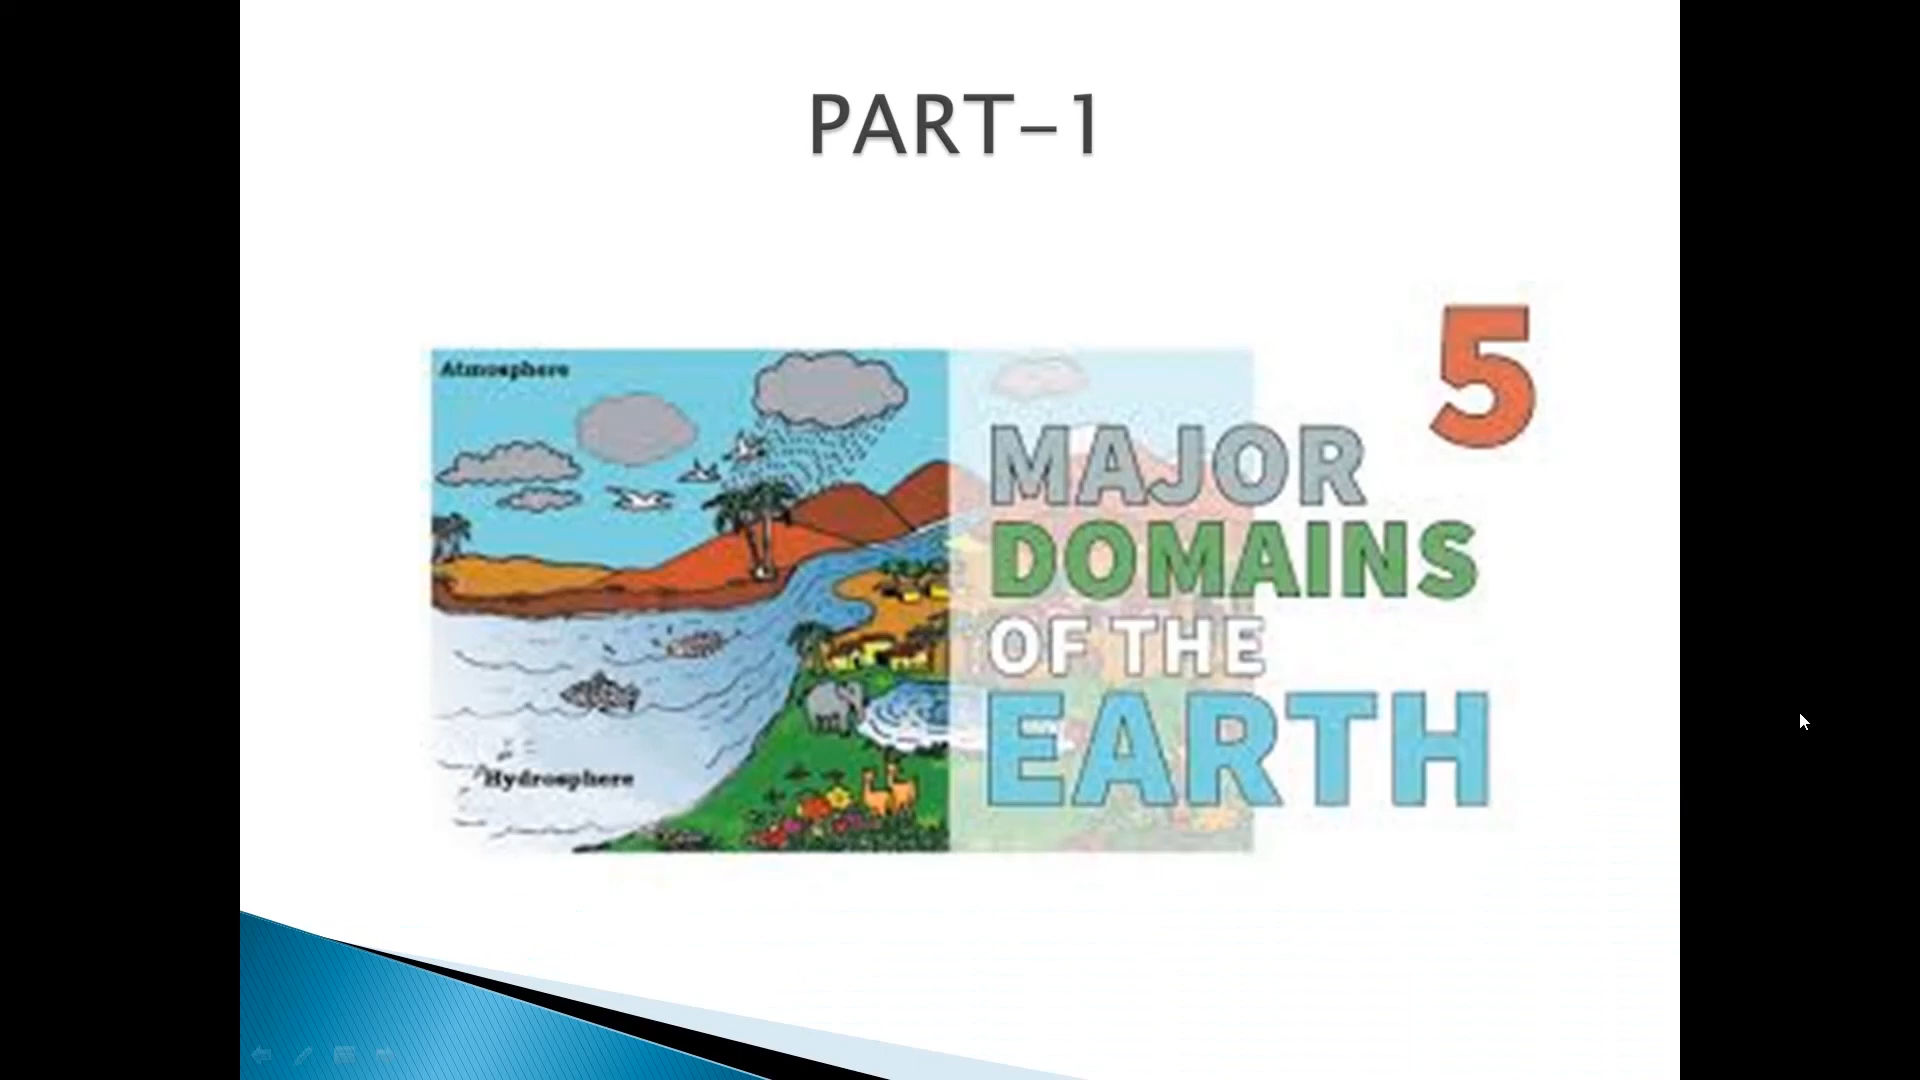 PART-1
Atmosphere
5
MAJOR
DOMAINS
OF THE
EARTH
Hydrosphere